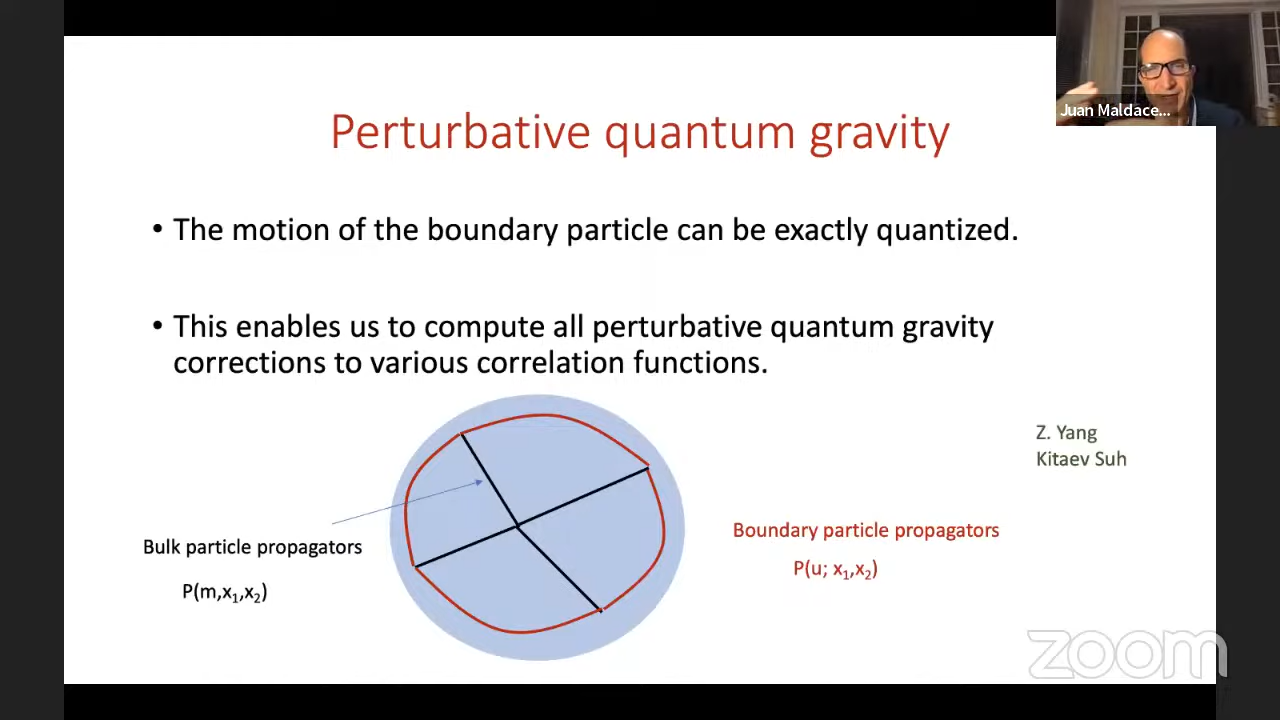 Juan Maldace...
Perturbative quantum gravity
• The motion of the boundary particle can be exactly quantized.
• This enables us to compute all perturbative quantum gravity
corrections to various correlation functions.
Z. Yang
Kitaev Suh
Bulk particle propagators
P(m,x₁,x₂)
Boundary particle propagators
P(u; x₁,x₂)
zoom